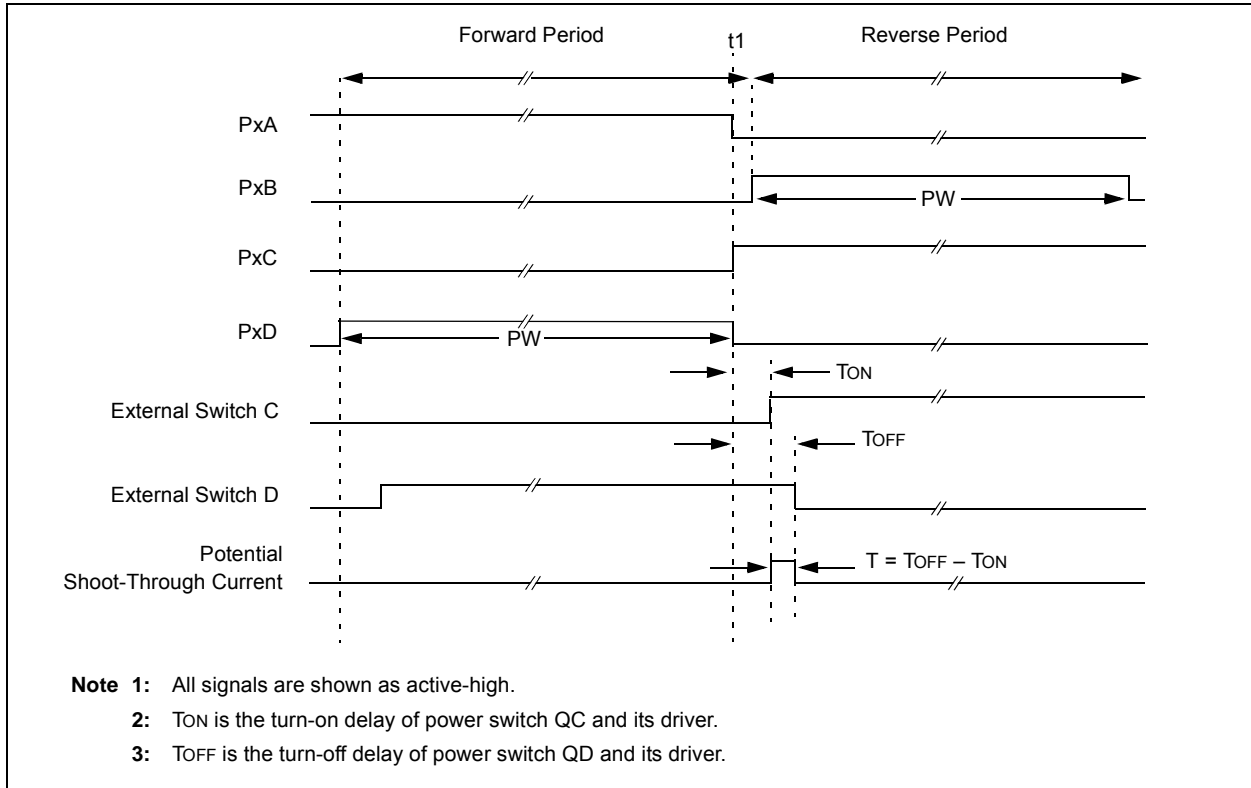 Forward Period
t1
Reverse Period
PxA
PxB
PW
PxC
PxD
PW
TON
External Switch C
TOFF
External Switch D
Potential
Shoot-Through Current
T = TOFF – TON
Note 1: All signals are shown as active-high.
2: TON is the turn-on delay of power switch QC and its driver.
3: TOFF is the turn-off delay of power switch QD and its driver.